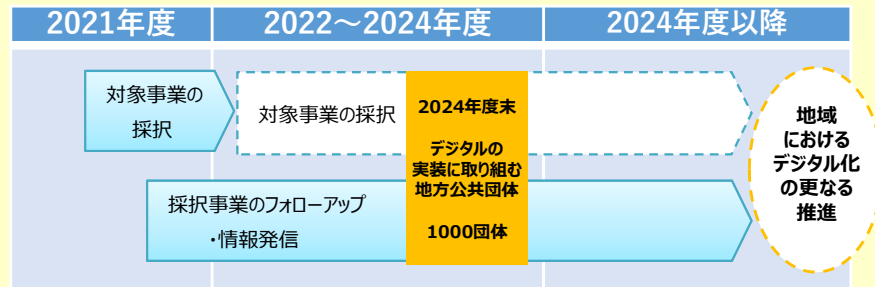 2021年度
2022～2024年度
2024年度以降
対象事業の
採択
対象事業の採択
2024年度末
デジタルの
実装に取り組む
地方公共団体
1000団体
採択事業のフォローアップ
・情報発信
地域
における
デジタル化
の更なる
推進